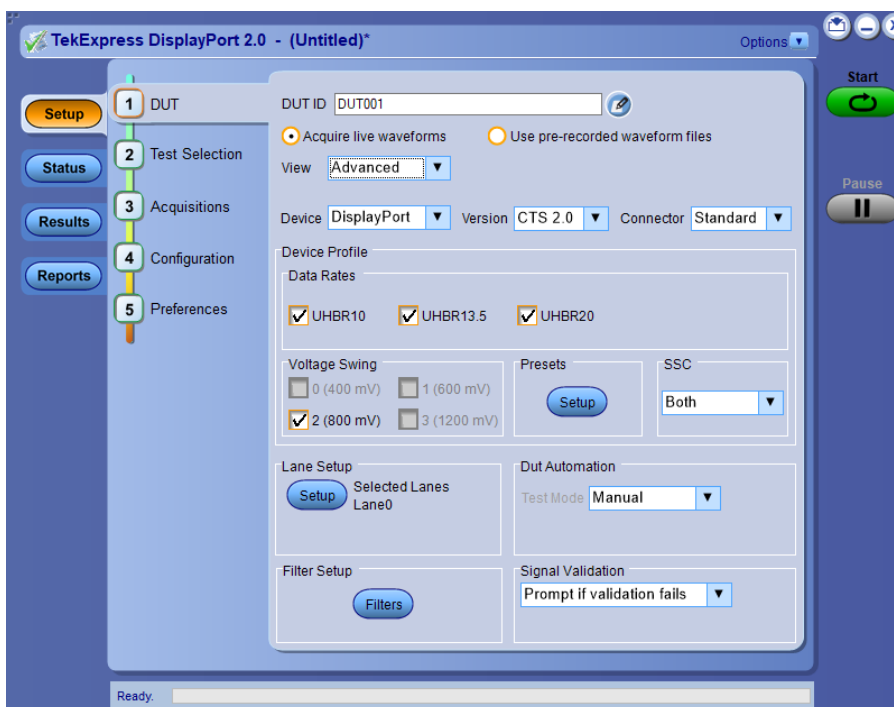 TekExpress DisplayPort 2.0 - (Untitled)*
Options
Start
Pause
Setup
Status
Results
Reports
1 DUT
2 Test Selection
3 Acquisitions
4 Configuration
5 Preferences
DUT ID DUT001
Acquire live waveforms Use pre-recorded waveform files
View Advanced
Device DisplayPort Version CTS 2.0 Connector Standard
Device Profile
Data Rates
UHBR10 UHBR13.5 UHBR20
Voltage Swing
0 (400 mV) 1 (600 mV)
2 (800 mV) 3 (1200 mV)
Presets
Setup
SSC
Both
Lane Setup
Setup Selected Lanes
Lane0
Dut Automation
Test Mode Manual
Filter Setup
Filters
Signal Validation
Prompt if validation fails
Ready.